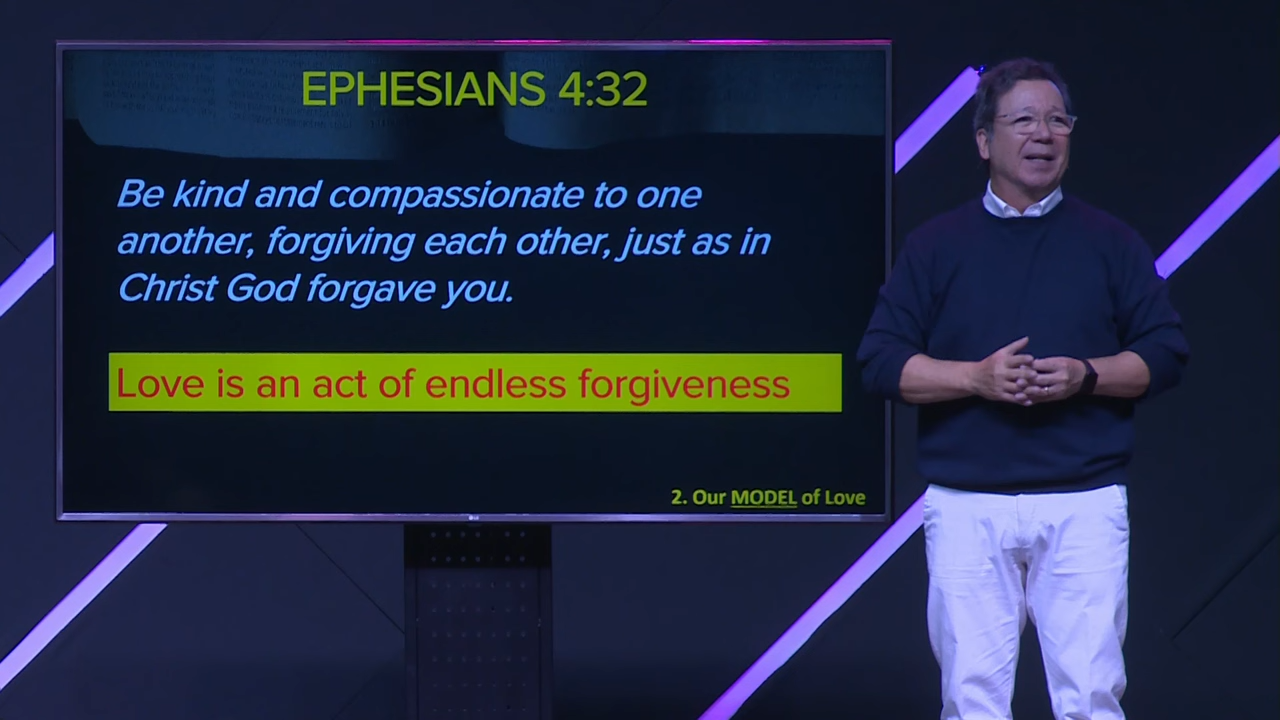 EPHESIANS 4:32
Be kind and compassionate to one
another, forgiving each other, just as in
Christ God forgave you.
Love is an act of endless forgiveness
2. Our MODEL of Love
LG